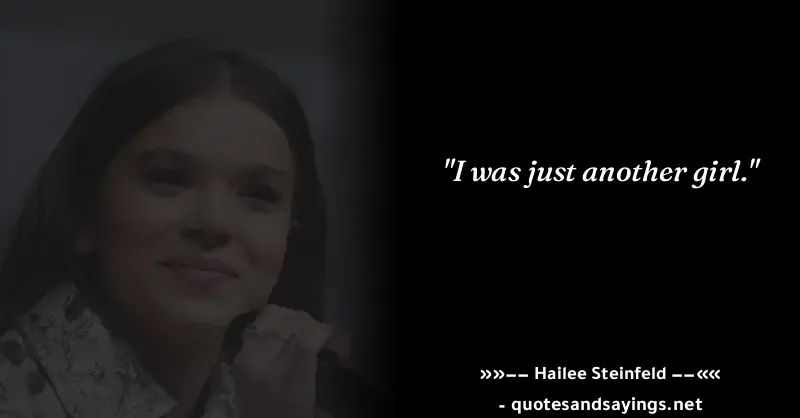 "I was just another girl."
»»–– Hailee Steinfeld ––««
- quotesandsayings.net